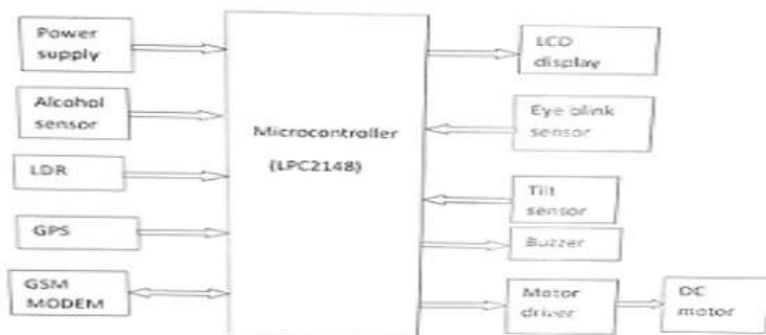 Power
supply
Alcohol
sensor
LDR
GPS
GSM
MODEM
Microcontroller
(LPC2148)
LCD
display
Eye blink
sensor
Tilt
sensor
Buzzer
Motor
driver
DC
motor